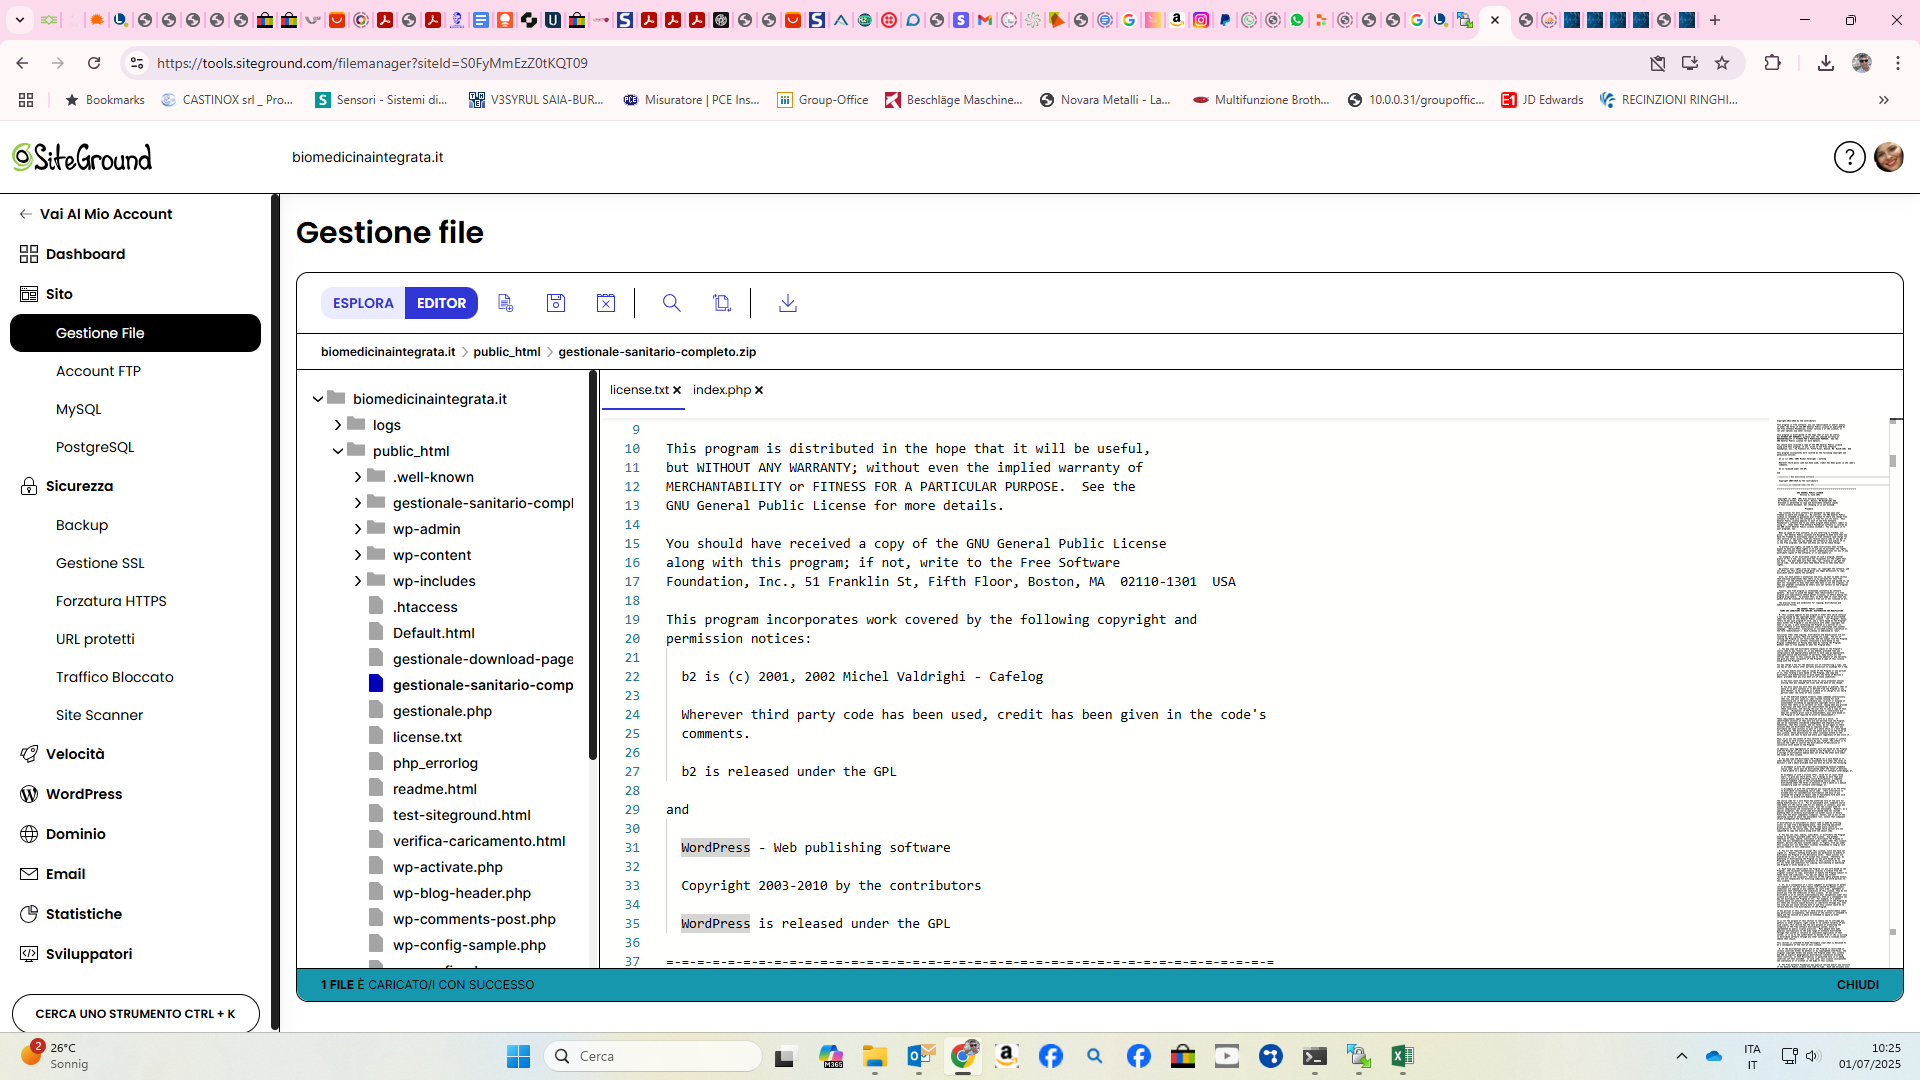 https://tools.siteground.com/filemanager?siteId=S0FyMmEzZ0tKQT09
Bookmarks
CASTINOX srl _ Pro...
Sensori - Sistemi di...
V3SYRUL SAIA-BUR...
Misuratore | PCE Ins...
Group-Office
Beschläge Maschine...
Novara Metalli - La...
Multifunzione Broth...
10.0.0.31/groupoffic...
JD Edwards
RECINZIONI RINGHI...
SiteGround
biomedicinaintegrata.it
Vai Al Mio Account
Dashboard
Sito
Gestione File
Account FTP
MySQL
PostgreSQL
Sicurezza
Backup
Gestione SSL
Forzatura HTTPS
URL protetti
Traffico Bloccato
Site Scanner
Velocità
WordPress
Dominio
Email
Statistiche
Sviluppatori
CERCA UNO STRUMENTO CTRL + K
Gestione file
ESPLORA
EDITOR
biomedicinaintegrata.it > public_html > gestionale-sanitario-completo.zip
biomedicinaintegrata.it
logs
public_html
.well-known
gestionale-sanitario-compl
wp-admin
wp-content
wp-includes
.htaccess
Default.html
gestionale-download-page
gestionale-sanitario-comp
gestionale.php
license.txt
php_errorlog
readme.html
test-siteground.html
verifica-caricamento.html
wp-activate.php
wp-blog-header.php
wp-comments-post.php
wp-config-sample.php
license.txt
index.php
9
10 This program is distributed in the hope that it will be useful,
11 but WITHOUT ANY WARRANTY; without even the implied warranty of
12 MERCHANTABILITY or FITNESS FOR A PARTICULAR PURPOSE.  See the
13 GNU General Public License for more details.
14
15 You should have received a copy of the GNU General Public License
16 along with this program; if not, write to the Free Software
17 Foundation, Inc., 51 Franklin St, Fifth Floor, Boston, MA  02110-1301  USA
18
19 This program incorporates work covered by the following copyright and
20 permission notices:
21
22 b2 is (c) 2001, 2002 Michel Valdrighi - Cafelog
23
24 Wherever third party code has been used, credit has been given in the code's
25 comments.
26
27 b2 is released under the GPL
28
29 and
30
31 WordPress - Web publishing software
32
33 Copyright 2003-2010 by the contributors
34
35 WordPress is released under the GPL
36
37 =-=-=-=-=-=-=-=-=-=-=-=-=-=-=-=-=-=-=-=-=-=-=-=-=-=-=-=-=-=-=-=-=-=-=-=-=-=-=-=
1 FILE È CARICATO/I CON SUCCESSO
CHIUDI
2
26°C
Sonnig
Cerca
ITA
IT
10:25
01/07/2025